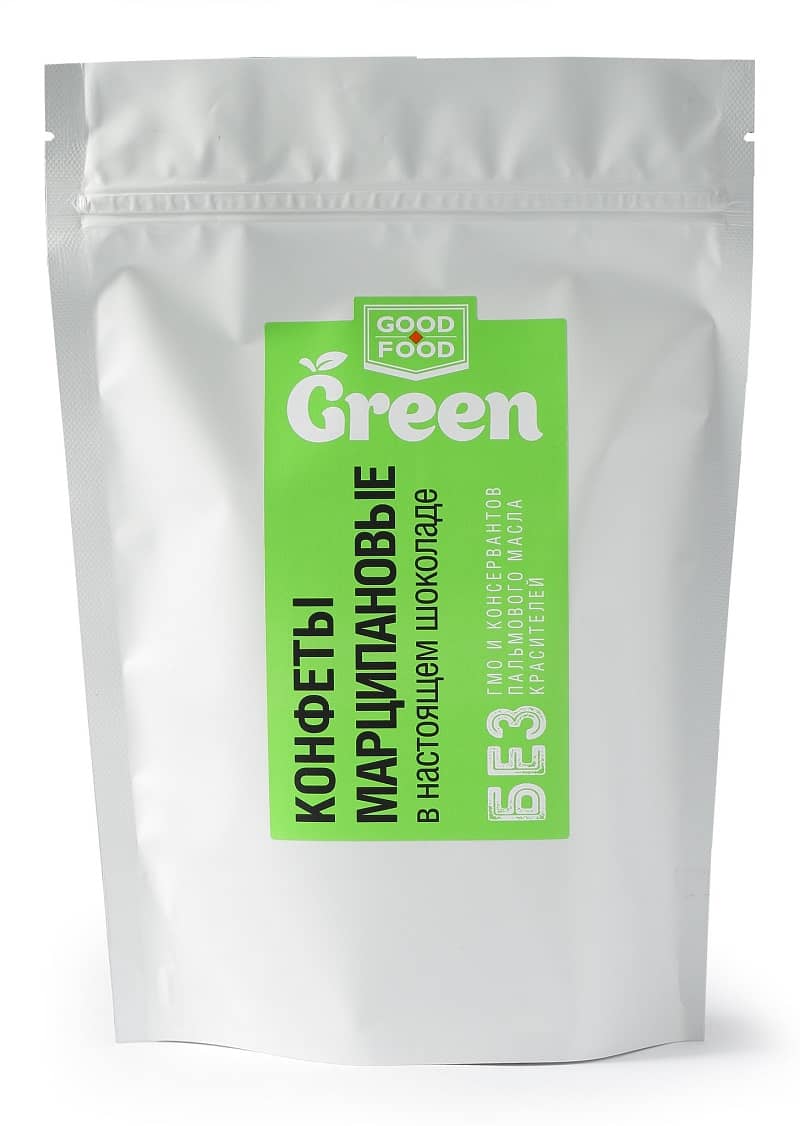 GOOD
FOOD
Green
КОНФЕТЫ
МАРЦИПАНОВЫЕ
в настоящем шоколаде
БЕЗ
ГМО И КОНСЕРВАНТОВ
ПАЛЬМОВОГО МАСЛА
КРАСИТЕЛЕЙ